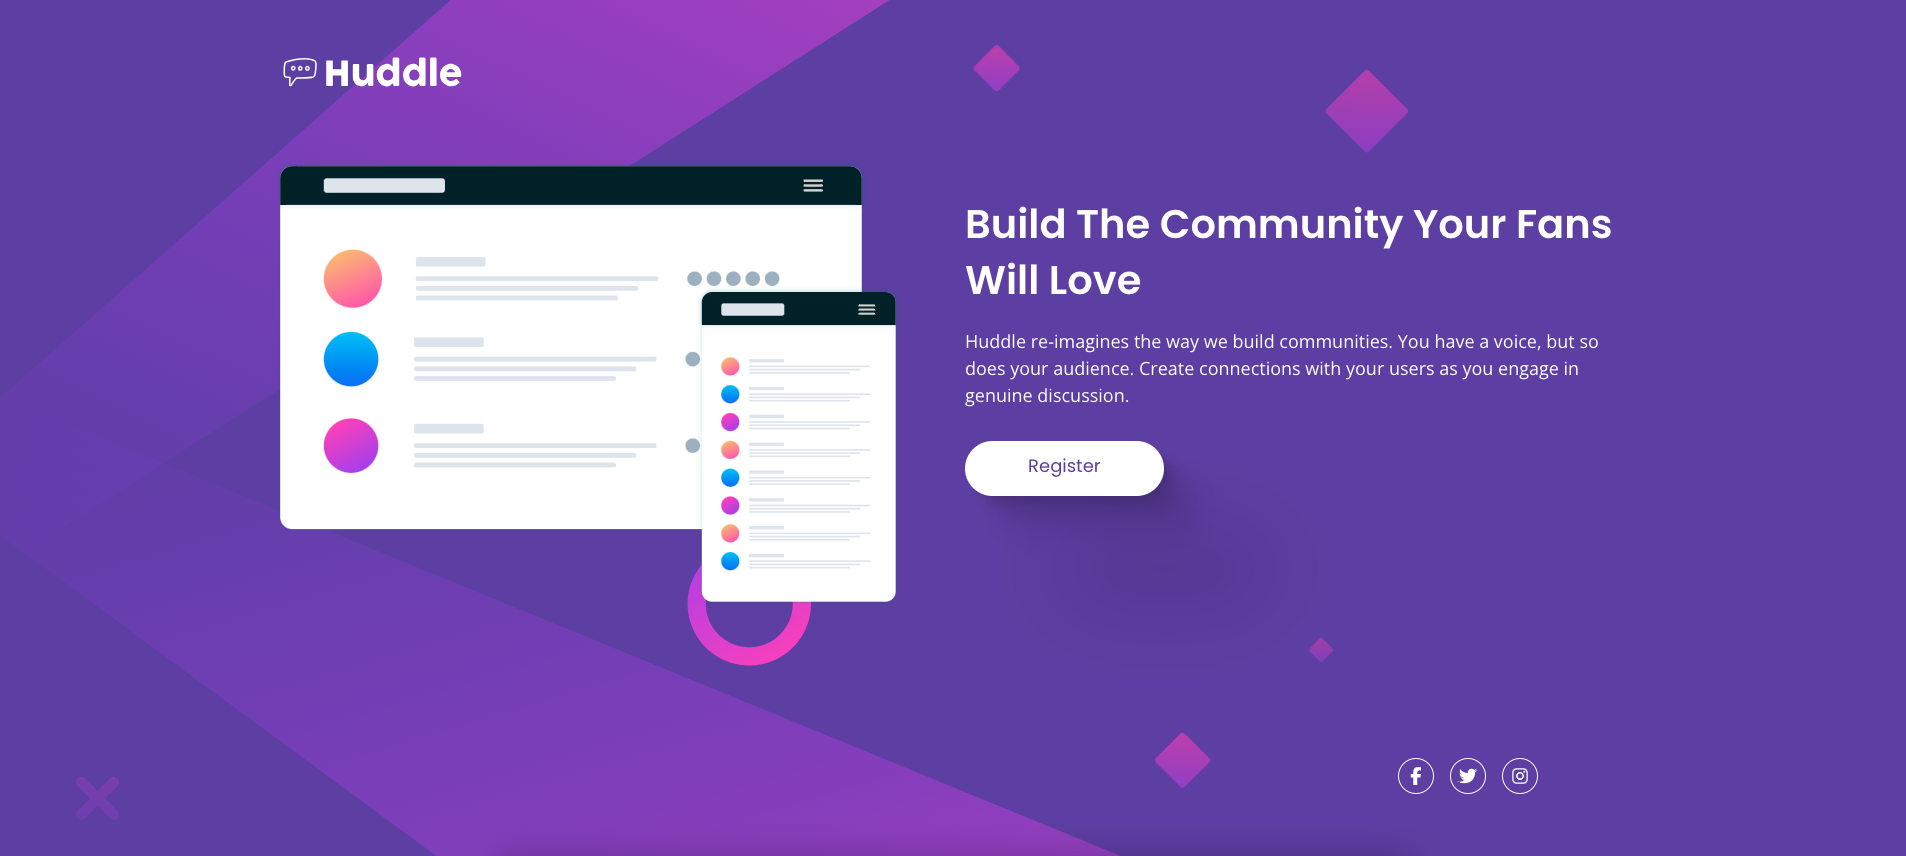 Huddle
Build The Community Your Fans
Will Love
Huddle re-imagines the way we build communities. You have a voice, but so
does your audience. Create connections with your users as you engage in
genuine discussion.
Register